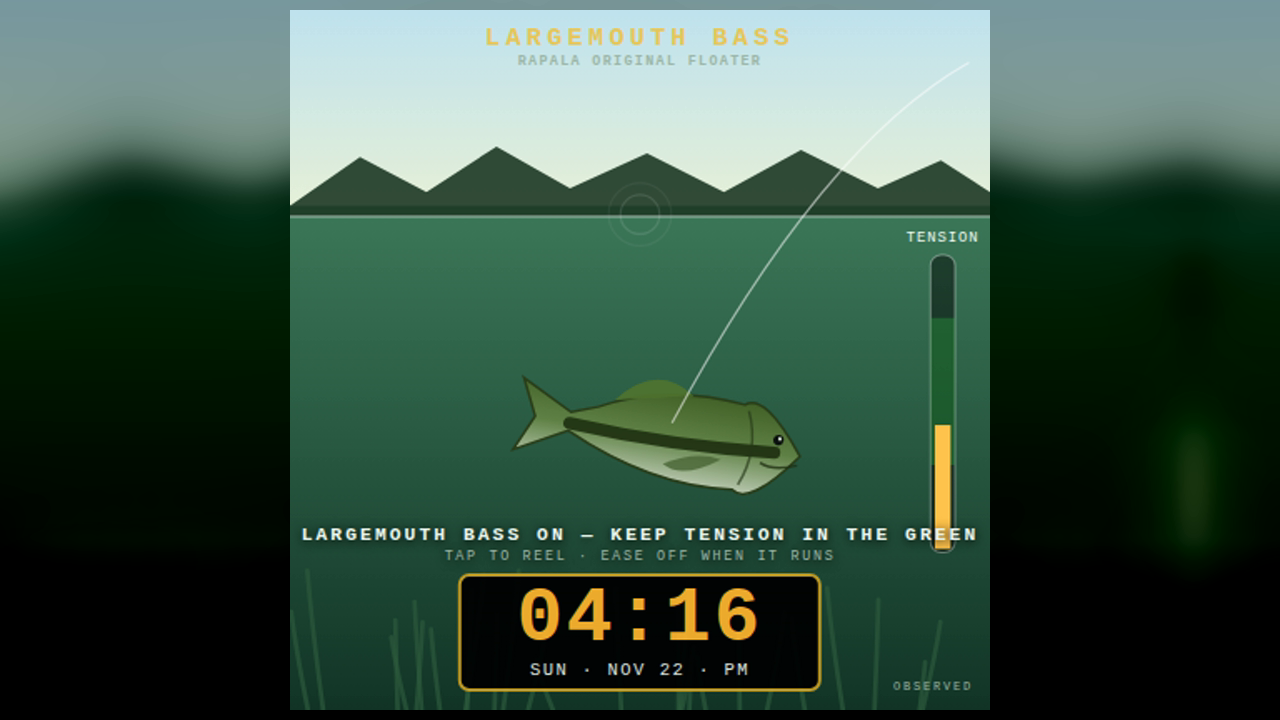 LARGEMOUTH BASS
RAPALA ORIGINAL FLOATER
TENSION
LARGEMOUTH BASS ON — KEEP TENSION IN THE GREEN
TAP TO REEL · EASE OFF WHEN IT RUNS
04:16
SUN · NOV 22 · PM
OBSERVED